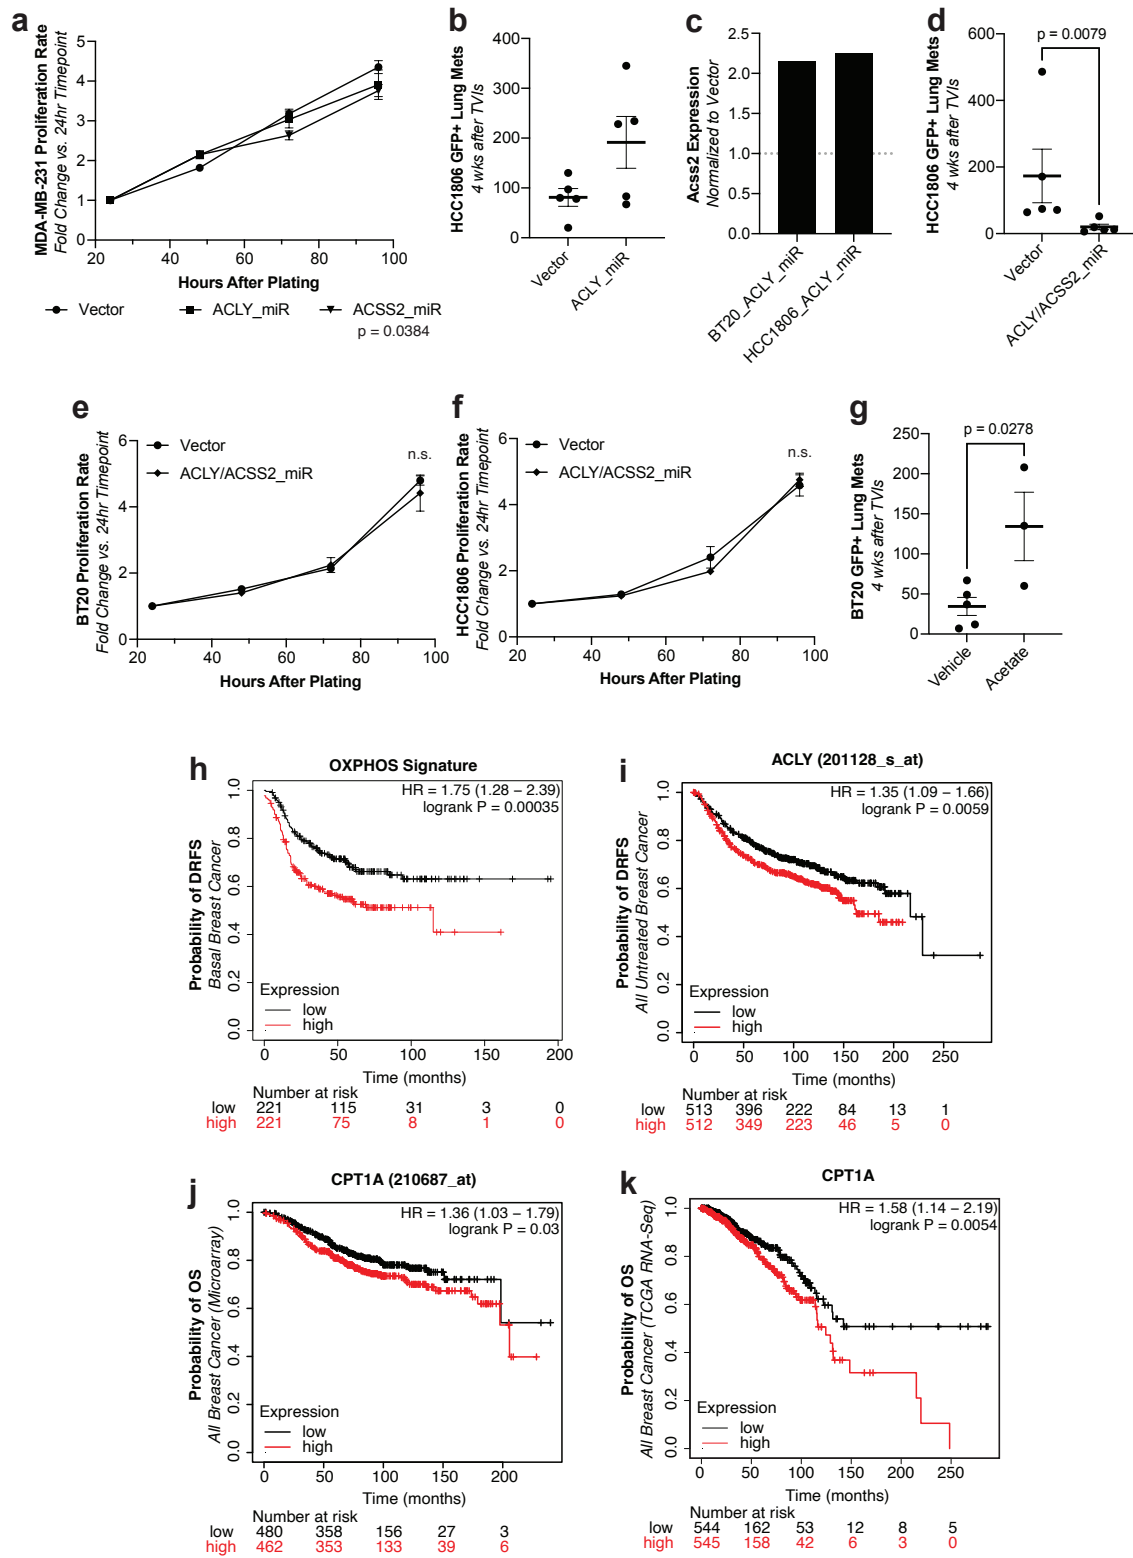 a
MDA-MB-231 Proliferation Rate
Fold Change vs. 24hr Timepoint
5
4
3
2
1
0
20 40 60 80 100
Hours After Plating
Vector ACLY_miR ACSS2_miR
p = 0.0384
b
HCC1806 GFP+ Lung Mets
4 wks after TVIs
400
300
200
100
0
Vector
ACLY_miR
c
Acss2 Expression
Normalized to Vector
2.5
2.0
1.5
1.0
0.5
0.0
BT20_ACLY_miR
HCC1806_ACLY_miR
d
HCC1806 GFP+ Lung Mets
4 wks after TVIs
p = 0.0079
600
400
200
0
Vector
ACLY/ACSS2_miR
e
BT20 Proliferation Rate
Fold Change vs. 24hr Timepoint
Vector
ACLY/ACSS2_miR
n.s.
6
4
2
0
20 40 60 80 100
Hours After Plating
f
HCC1806 Proliferation Rate
Fold Change vs. 24hr Timepoint
Vector
ACLY/ACSS2_miR
n.s.
6
4
2
0
20 40 60 80 100
Hours After Plating
g
BT20 GFP+ Lung Mets
4 wks after TVIs
p = 0.0278
250
200
150
100
50
0
Vehicle
Acetate
h
OXPHOS Signature
HR = 1.75 (1.28 − 2.39)
logrank P = 0.00035
Probability of DRFS
Basal Breast Cancer
1.0
0.8
0.6
0.4
0.2
0.0
Expression
low
high
0 50 100 150 200
Time (months)
Number at risk
low 221 115 31 3 0
high 221 75 8 1 0
i
ACLY (201128_s_at)
HR = 1.35 (1.09 − 1.66)
logrank P = 0.0059
Probability of DRFS
All Untreated Breast Cancer
1.0
0.8
0.6
0.4
0.2
0.0
Expression
low
high
0 50 100 150 200 250
Time (months)
Number at risk
low 513 396 222 84 13 1
high 512 349 223 46 5 0
j
CPT1A (210687_at)
HR = 1.36 (1.03 − 1.79)
logrank P = 0.03
Probability of OS
All Breast Cancer (Microarray)
1.0
0.8
0.6
0.4
0.2
0.0
Expression
low
high
0 50 100 150 200
Time (months)
Number at risk
low 480 358 156 27 3
high 462 353 133 39 6
k
CPT1A
HR = 1.58 (1.14 − 2.19)
logrank P = 0.0054
Probability of OS
All Breast Cancer (TCGA RNA-Seq)
1.0
0.8
0.6
0.4
0.2
0.0
Expression
low
high
0 50 100 150 200 250
Time (months)
Number at risk
low 544 162 53 12 8 5
high 545 158 42 6 3 0